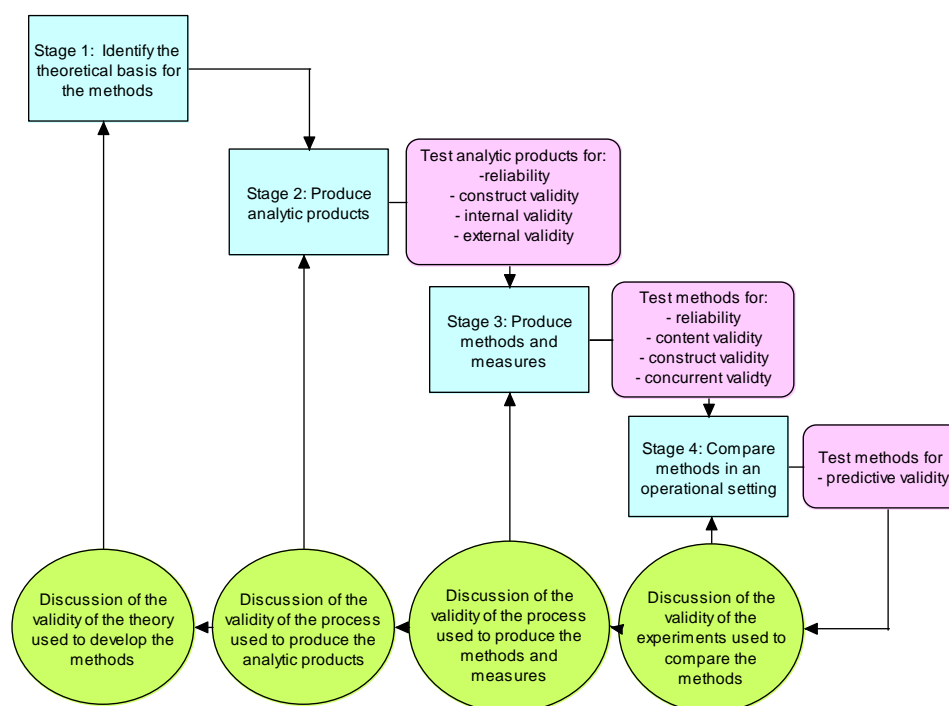 Stage 1:  Identify the
theoretical basis for
the methods
Stage 2: Produce
analytic products
Test analytic products for:
-reliability
- construct validity
- internal validity
- external validity
Stage 3: Produce
methods and
measures
Test methods for:
- reliability
- content validity
- construct validity
- concurrent validty
Stage 4: Compare
methods in an
operational setting
Test methods for
- predictive validity
Discussion of the
validity of the theory
used to develop the
methods
Discussion of the
validity of the process
used to produce the
analytic products
Discussion of the
validity of the process
used to produce the
methods and
measures
Discussion of the
validity of the
experiments used to
compare the
methods